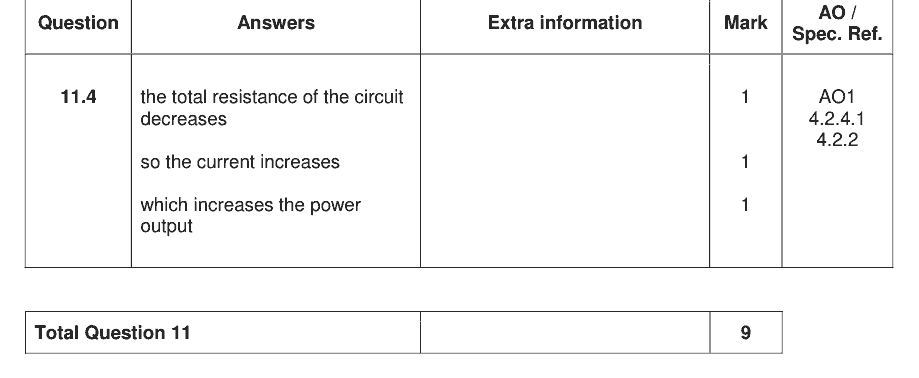 Question Answers Extra information Mark AO /
Spec. Ref.
11.4 the total resistance of the circuit 1 AO1
decreases 4.2.4.1
4.2.2
so the current increases 1
which increases the power 1
output
Total Question 11 9